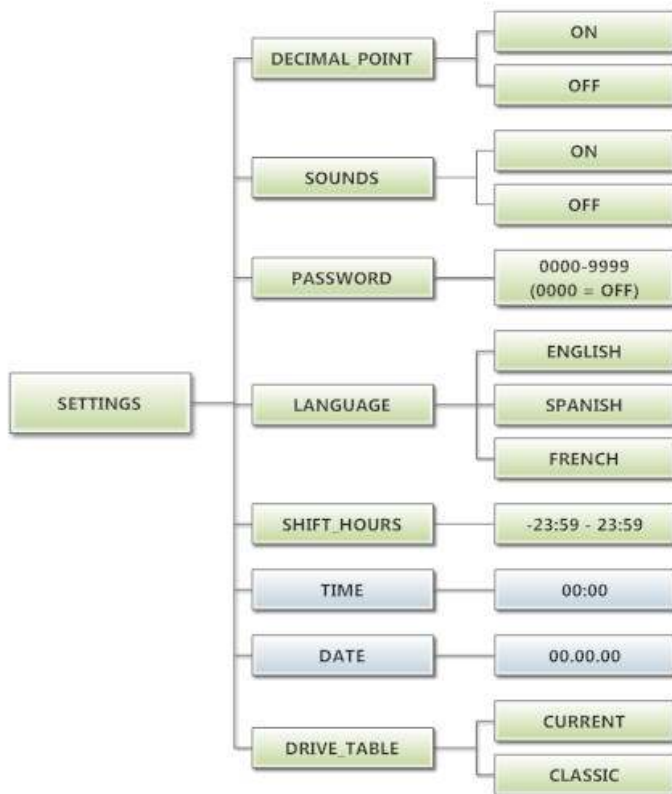 ON
DECIMAL_POINT
OFF
ON
SOUNDS
OFF
PASSWORD
0000-9999
(0000 = OFF)
ENGLISH
SETTINGS
LANGUAGE
SPANISH
FRENCH
SHIFT_HOURS
-23:59 - 23:59
TIME
00:00
DATE
00.00.00
CURRENT
DRIVE_TABLE
CLASSIC